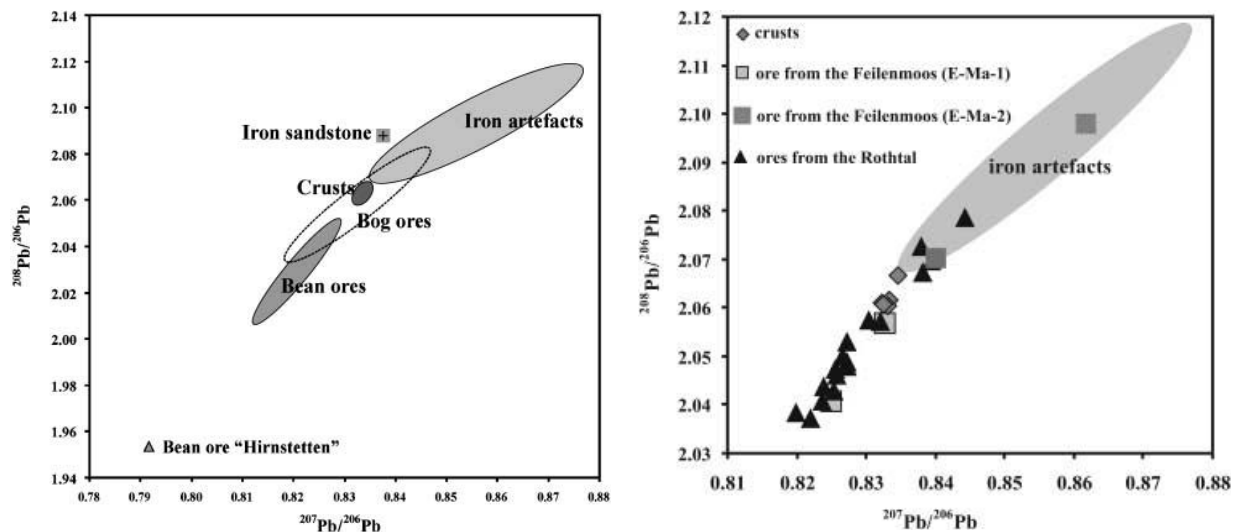 2.14
2.12
2.10
2.08
2.06
2.04
2.02
2.00
1.98
1.96
1.94
²⁰⁸Pb/²⁰⁶Pb
Iron artefacts
Iron sandstone
Crusts
Bog ores
Bean ores
Bean ore “Hirnstetten”
0.78 0.79 0.80 0.81 0.82 0.83 0.84 0.85 0.86 0.87 0.88
²⁰⁷Pb/²⁰⁶Pb
2.12
2.11
2.10
2.09
2.08
2.07
2.06
2.05
2.04
2.03
²⁰⁸Pb/²⁰⁶Pb
crusts
ore from the Feilenmoos (E-Ma-1)
ore from the Feilenmoos (E-Ma-2)
ores from the Rothtal
iron artefacts
0.81 0.82 0.83 0.84 0.85 0.86 0.87 0.88
²⁰⁷Pb/²⁰⁶Pb